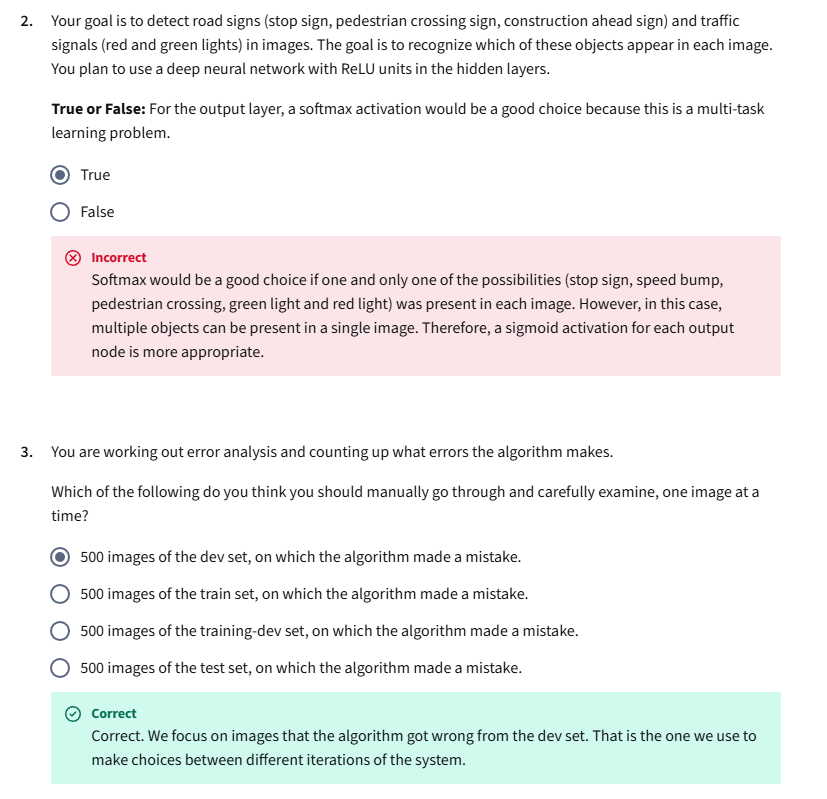 2. Your goal is to detect road signs (stop sign, pedestrian crossing sign, construction ahead sign) and traffic
signals (red and green lights) in images. The goal is to recognize which of these objects appear in each image.
You plan to use a deep neural network with ReLU units in the hidden layers.
True or False: For the output layer, a softmax activation would be a good choice because this is a multi-task
learning problem.
True
False
Incorrect
Softmax would be a good choice if one and only one of the possibilities (stop sign, speed bump,
pedestrian crossing, green light and red light) was present in each image. However, in this case,
multiple objects can be present in a single image. Therefore, a sigmoid activation for each output
node is more appropriate.
3. You are working out error analysis and counting up what errors the algorithm makes.
Which of the following do you think you should manually go through and carefully examine, one image at a
time?
500 images of the dev set, on which the algorithm made a mistake.
500 images of the train set, on which the algorithm made a mistake.
500 images of the training-dev set, on which the algorithm made a mistake.
500 images of the test set, on which the algorithm made a mistake.
Correct
Correct. We focus on images that the algorithm got wrong from the dev set. That is the one we use to
make choices between different iterations of the system.